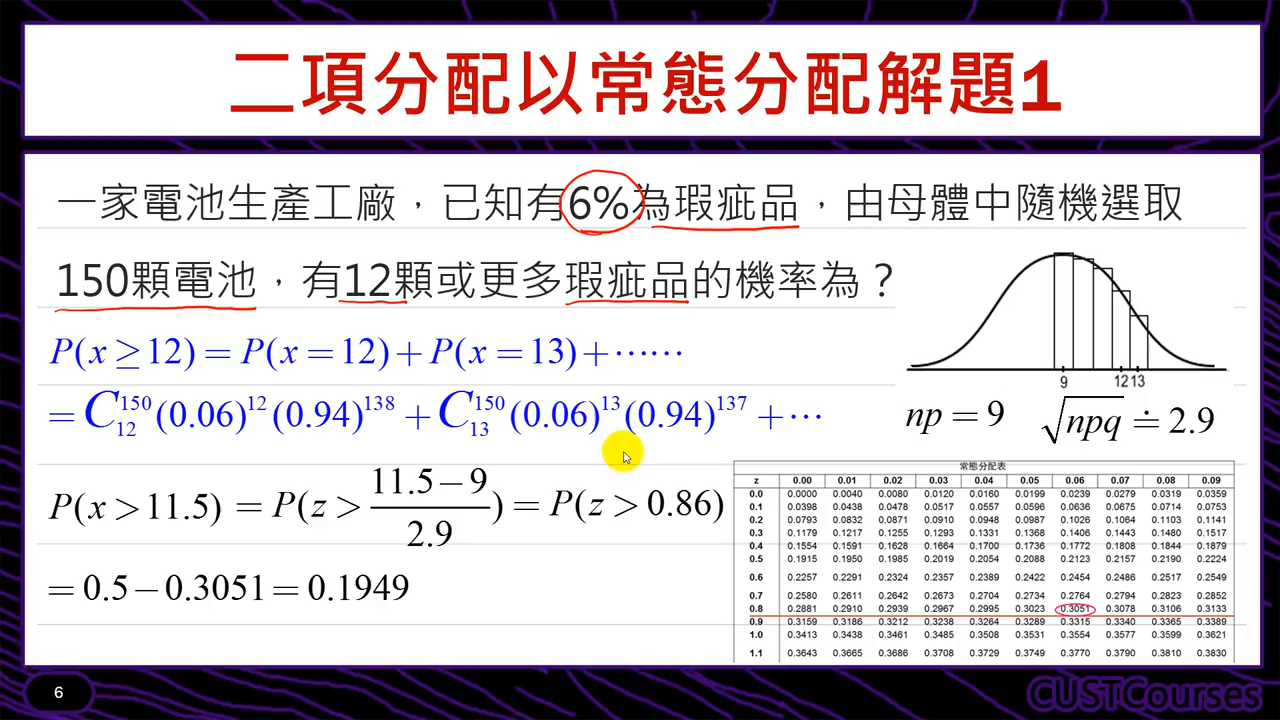 二項分配以常態分配解題1
一家電池生產工廠，已知有6%為瑕疵品，由母體中隨機選取
150顆電池，有12顆或更多瑕疵品的機率為？
P(x ≥ 12) = P(x = 12) + P(x = 13) + ⋯⋯
= C₁₂¹⁵⁰ (0.06)¹² (0.94)¹³⁸ + C₁₃¹⁵⁰ (0.06)¹³ (0.94)¹³⁷ + ⋯
9 12 13
np = 9 √npq ≐ 2.9
P(x > 11.5) = P(z > (11.5 − 9)/2.9) = P(z > 0.86)
= 0.5 − 0.3051 = 0.1949
常態分配表
z 0.00 0.01 0.02 0.03 0.04 0.05 0.06 0.07 0.08 0.09
0.0 0.0000 0.0040 0.0080 0.0120 0.0160 0.0199 0.0239 0.0279 0.0319 0.0359
0.1 0.0398 0.0438 0.0478 0.0517 0.0557 0.0596 0.0636 0.0675 0.0714 0.0753
0.2 0.0793 0.0832 0.0871 0.0910 0.0948 0.0987 0.1026 0.1064 0.1103 0.1141
0.3 0.1179 0.1217 0.1255 0.1293 0.1331 0.1368 0.1406 0.1443 0.1480 0.1517
0.4 0.1554 0.1591 0.1628 0.1664 0.1700 0.1736 0.1772 0.1808 0.1844 0.1879
0.5 0.1915 0.1950 0.1985 0.2019 0.2054 0.2088 0.2123 0.2157 0.2190 0.2224
0.6 0.2257 0.2291 0.2324 0.2357 0.2389 0.2422 0.2454 0.2486 0.2517 0.2549
0.7 0.2580 0.2610 0.2642 0.2673 0.2704 0.2734 0.2764 0.2794 0.2823 0.2852
0.8 0.2881 0.2910 0.2939 0.2967 0.2995 0.3023 0.3051 0.3078 0.3106 0.3133
0.9 0.3159 0.3186 0.3212 0.3238 0.3264 0.3289 0.3315 0.3340 0.3365 0.3389
1.0 0.3413 0.3438 0.3461 0.3485 0.3508 0.3531 0.3554 0.3577 0.3599 0.3621
1.1 0.3643 0.3665 0.3686 0.3708 0.3729 0.3749 0.3770 0.3790 0.3810 0.3830
6
CUSTCourses